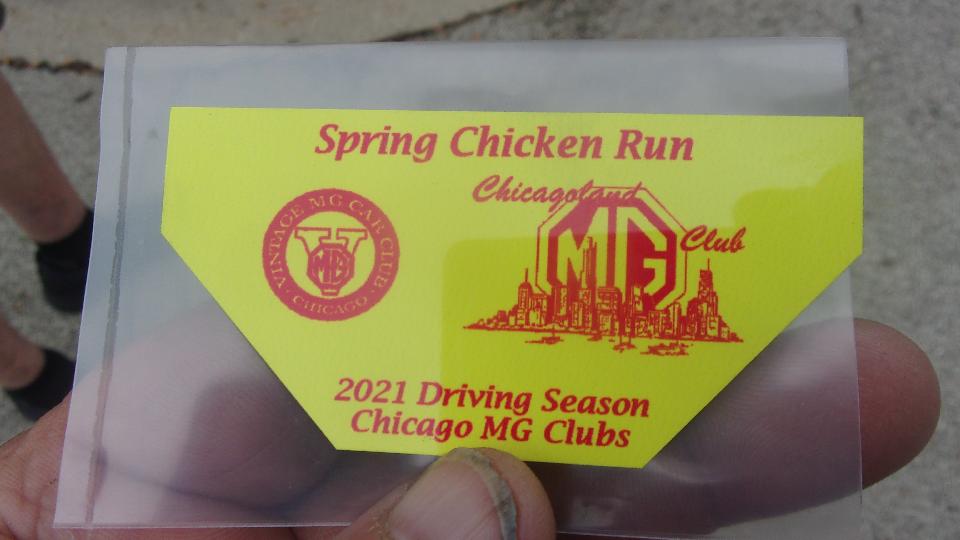 Spring Chicken Run
VINTAGE MG CAR CLUB
V
MG
· CHICAGO ·
Chicagoland
MG
Club
2021 Driving Season
Chicago MG Clubs